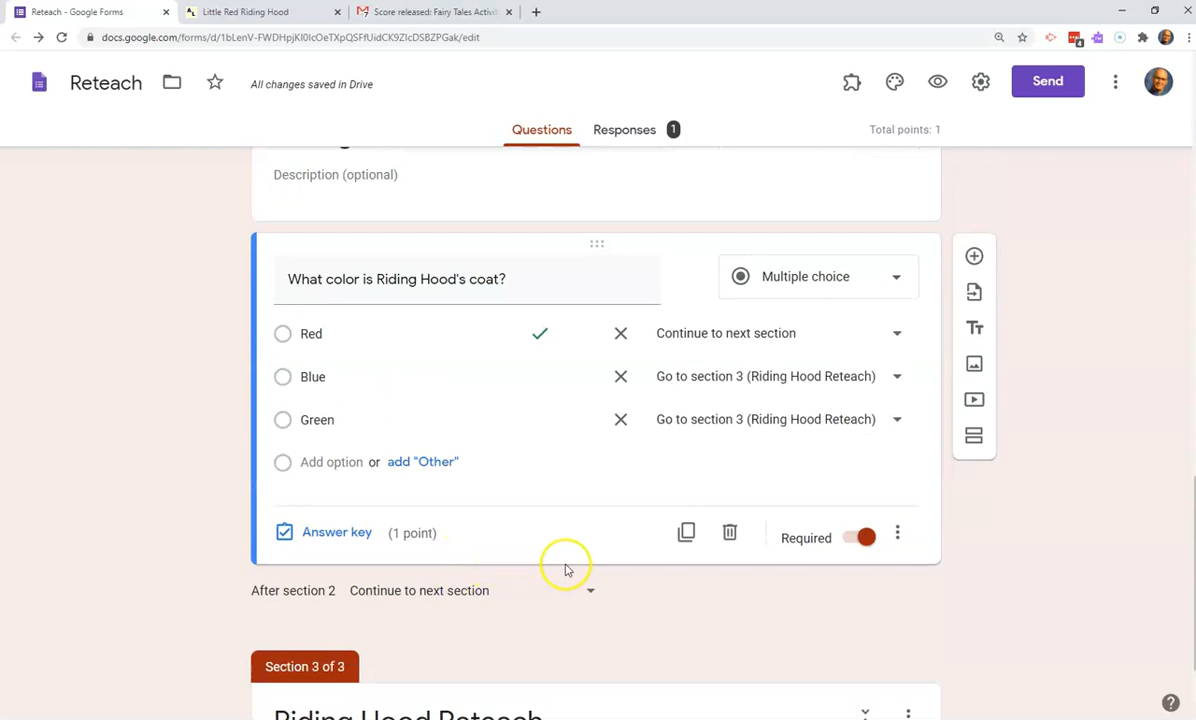 Reteach - Google Forms
Little Red Riding Hood
Score released: Fairy Tales Activit
docs.google.com/forms/d/1bLenV-FWDHpjKI0IcOeTXpQSFfUidCK9ZIcDSBZPGak/edit
4
Reteach
All changes saved in Drive
Send
Questions
Responses 1
Total points: 1
Description (optional)
What color is Riding Hood's coat?
Multiple choice
Red
Continue to next section
Blue
Go to section 3 (Riding Hood Reteach)
Green
Go to section 3 (Riding Hood Reteach)
Add option or add "Other"
Answer key (1 point)
Required
After section 2 Continue to next section
Section 3 of 3
Riding Hood Reteach